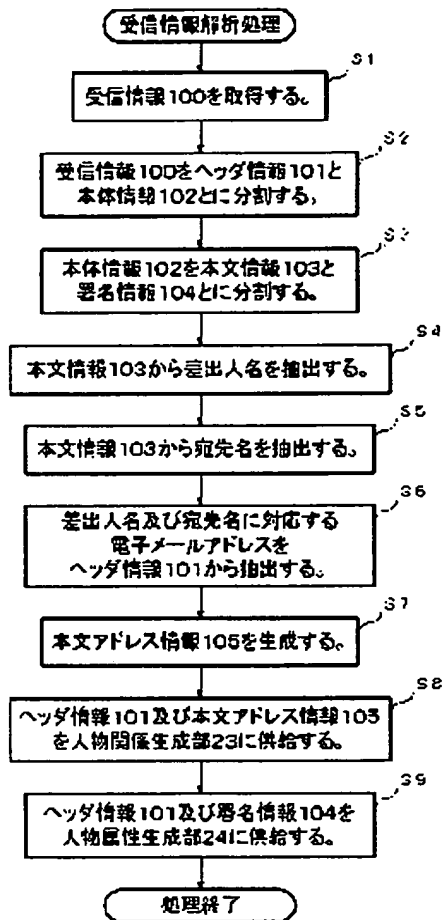 受信情報解析処理
S1
受信情報100を取得する。
S2
受信情報100をヘッダ情報101と
本体情報102とに分割する。
S3
本体情報102を本文情報103と
署名情報104とに分割する。
S4
本文情報103から差出人名を抽出する。
S5
本文情報103から宛先名を抽出する。
S6
差出人名及び宛先名に対応する
電子メールアドレスを
ヘッダ情報101から抽出する。
S7
本文アドレス情報105を生成する。
S8
ヘッダ情報101及び本文アドレス情報105
を人物関係生成部23に供給する。
S9
ヘッダ情報101及び署名情報104を
人物属性生成部24に供給する。
処理終了